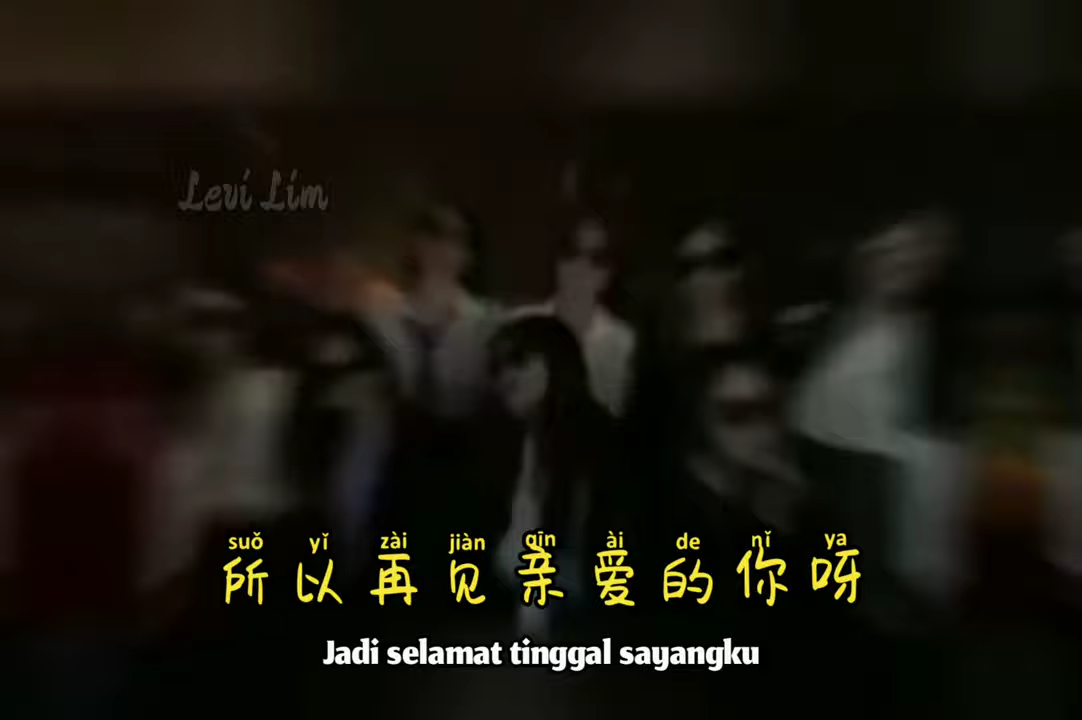 Levi Lim
suǒ yǐ zài jiàn qīn ài de nǐ ya
所以再见亲爱的你呀
Jadi selamat tinggal sayangku